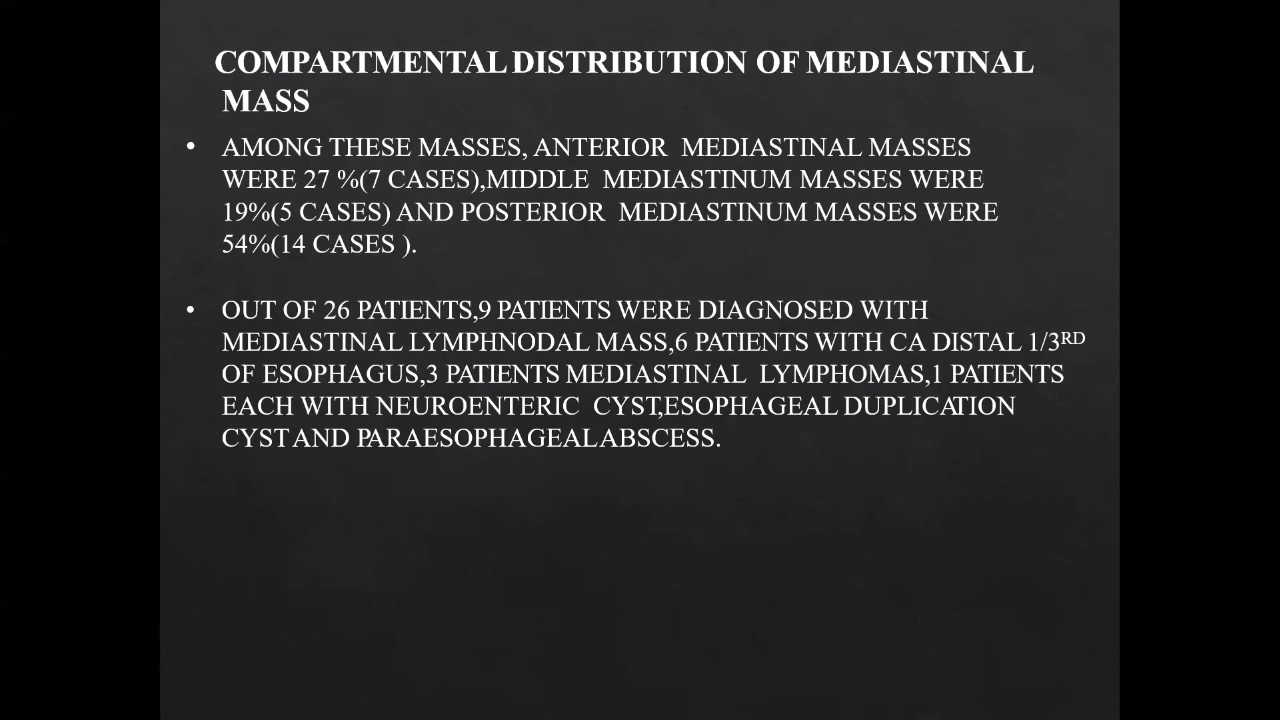 COMPARTMENTAL DISTRIBUTION OF MEDIASTINAL
MASS
• AMONG THESE MASSES, ANTERIOR MEDIASTINAL MASSES
WERE 27 %(7 CASES),MIDDLE MEDIASTINUM MASSES WERE
19%(5 CASES) AND POSTERIOR MEDIASTINUM MASSES WERE
54%(14 CASES ).
• OUT OF 26 PATIENTS,9 PATIENTS WERE DIAGNOSED WITH
MEDIASTINAL LYMPHNODAL MASS,6 PATIENTS WITH CA DISTAL 1/3RD
OF ESOPHAGUS,3 PATIENTS MEDIASTINAL LYMPHOMAS,1 PATIENTS
EACH WITH NEUROENTERIC CYST,ESOPHAGEAL DUPLICATION
CYST AND PARAESOPHAGEAL ABSCESS.